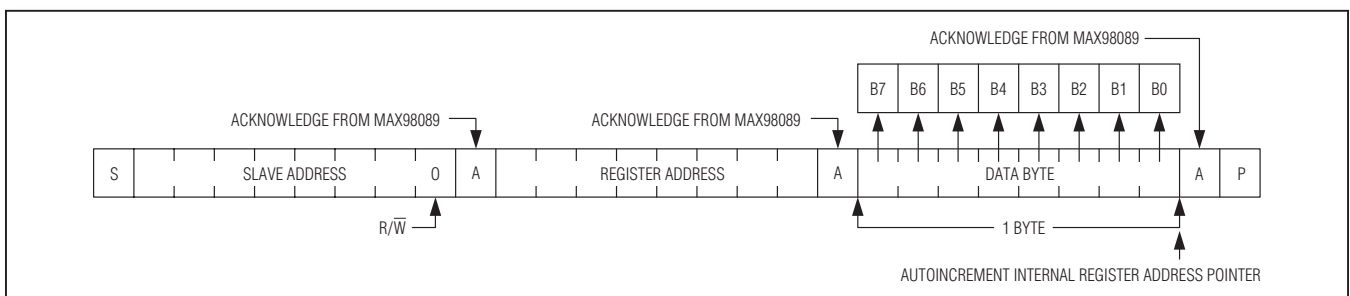 ACKNOWLEDGE FROM MAX98089
B7 B6 B5 B4 B3 B2 B1 B0
ACKNOWLEDGE FROM MAX98089 ACKNOWLEDGE FROM MAX98089
S SLAVE ADDRESS 0 A REGISTER ADDRESS A DATA BYTE A P
R/W̅ 1 BYTE
AUTOINCREMENT INTERNAL REGISTER ADDRESS POINTER